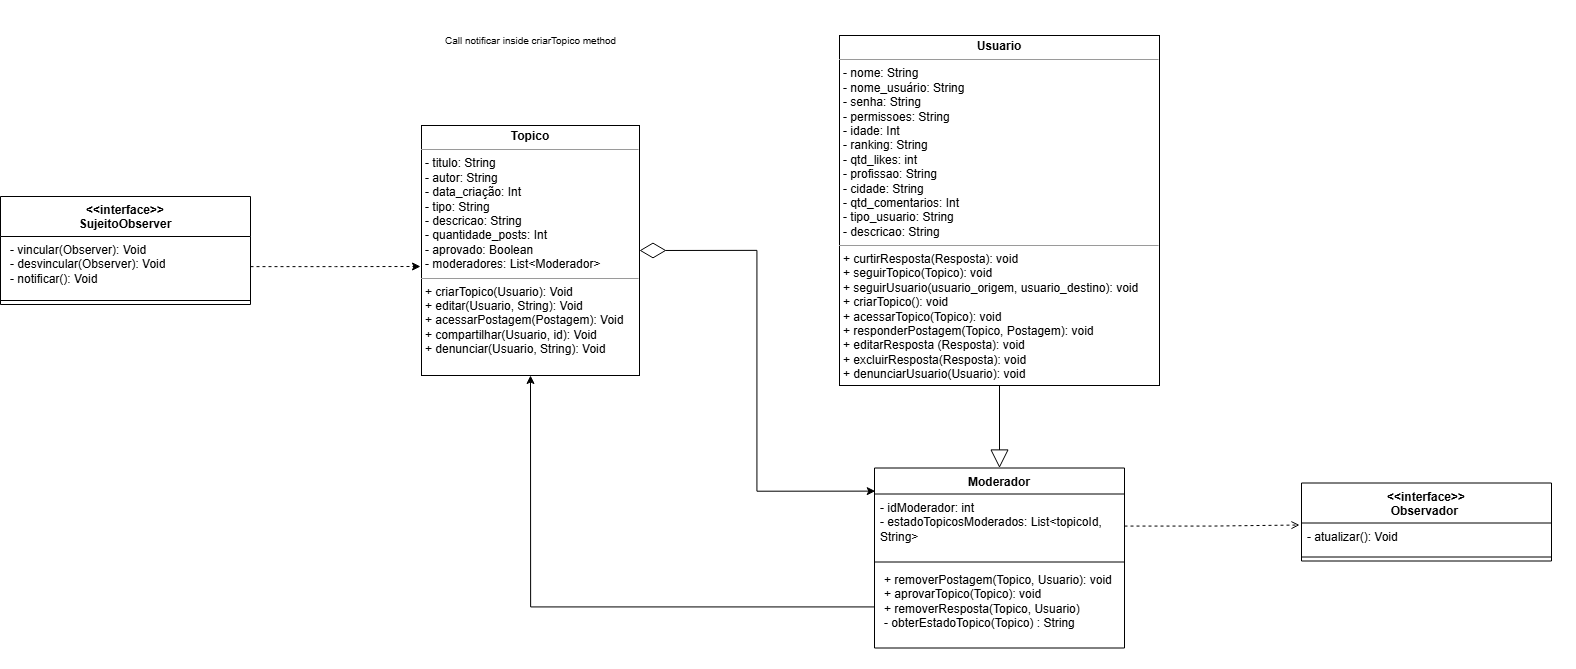 Call notificar inside criarTopico method
<<interface>>
SujeitoObserver
- vincular(Observer): Void
- desvincular(Observer): Void
- notificar(): Void
Topico
- titulo: String
- autor: String
- data_criação: Int
- tipo: String
- descricao: String
- quantidade_posts: Int
- aprovado: Boolean
- moderadores: List<Moderador>
+ criarTopico(Usuario): Void
+ editar(Usuario, String): Void
+ acessarPostagem(Postagem): Void
+ compartilhar(Usuario, id): Void
+ denunciar(Usuario, String): Void
Usuario
- nome: String
- nome_usuário: String
- senha: String
- permissoes: String
- idade: Int
- ranking: String
- qtd_likes: int
- profissao: String
- cidade: String
- qtd_comentarios: Int
- tipo_usuario: String
- descricao: String
+ curtirResposta(Resposta): void
+ seguirTopico(Topico): void
+ seguirUsuario(usuario_origem, usuario_destino): void
+ criarTopico(): void
+ acessarTopico(Topico): void
+ responderPostagem(Topico, Postagem): void
+ editarResposta (Resposta): void
+ excluirResposta(Resposta): void
+ denunciarUsuario(Usuario): void
Moderador
- idModerador: int
- estadoTopicosModerados: List<topicoId,
String>
+ removerPostagem(Topico, Usuario): void
+ aprovarTopico(Topico): void
+ removerResposta(Topico, Usuario)
- obterEstadoTopico(Topico) : String
<<interface>>
Observador
- atualizar(): Void